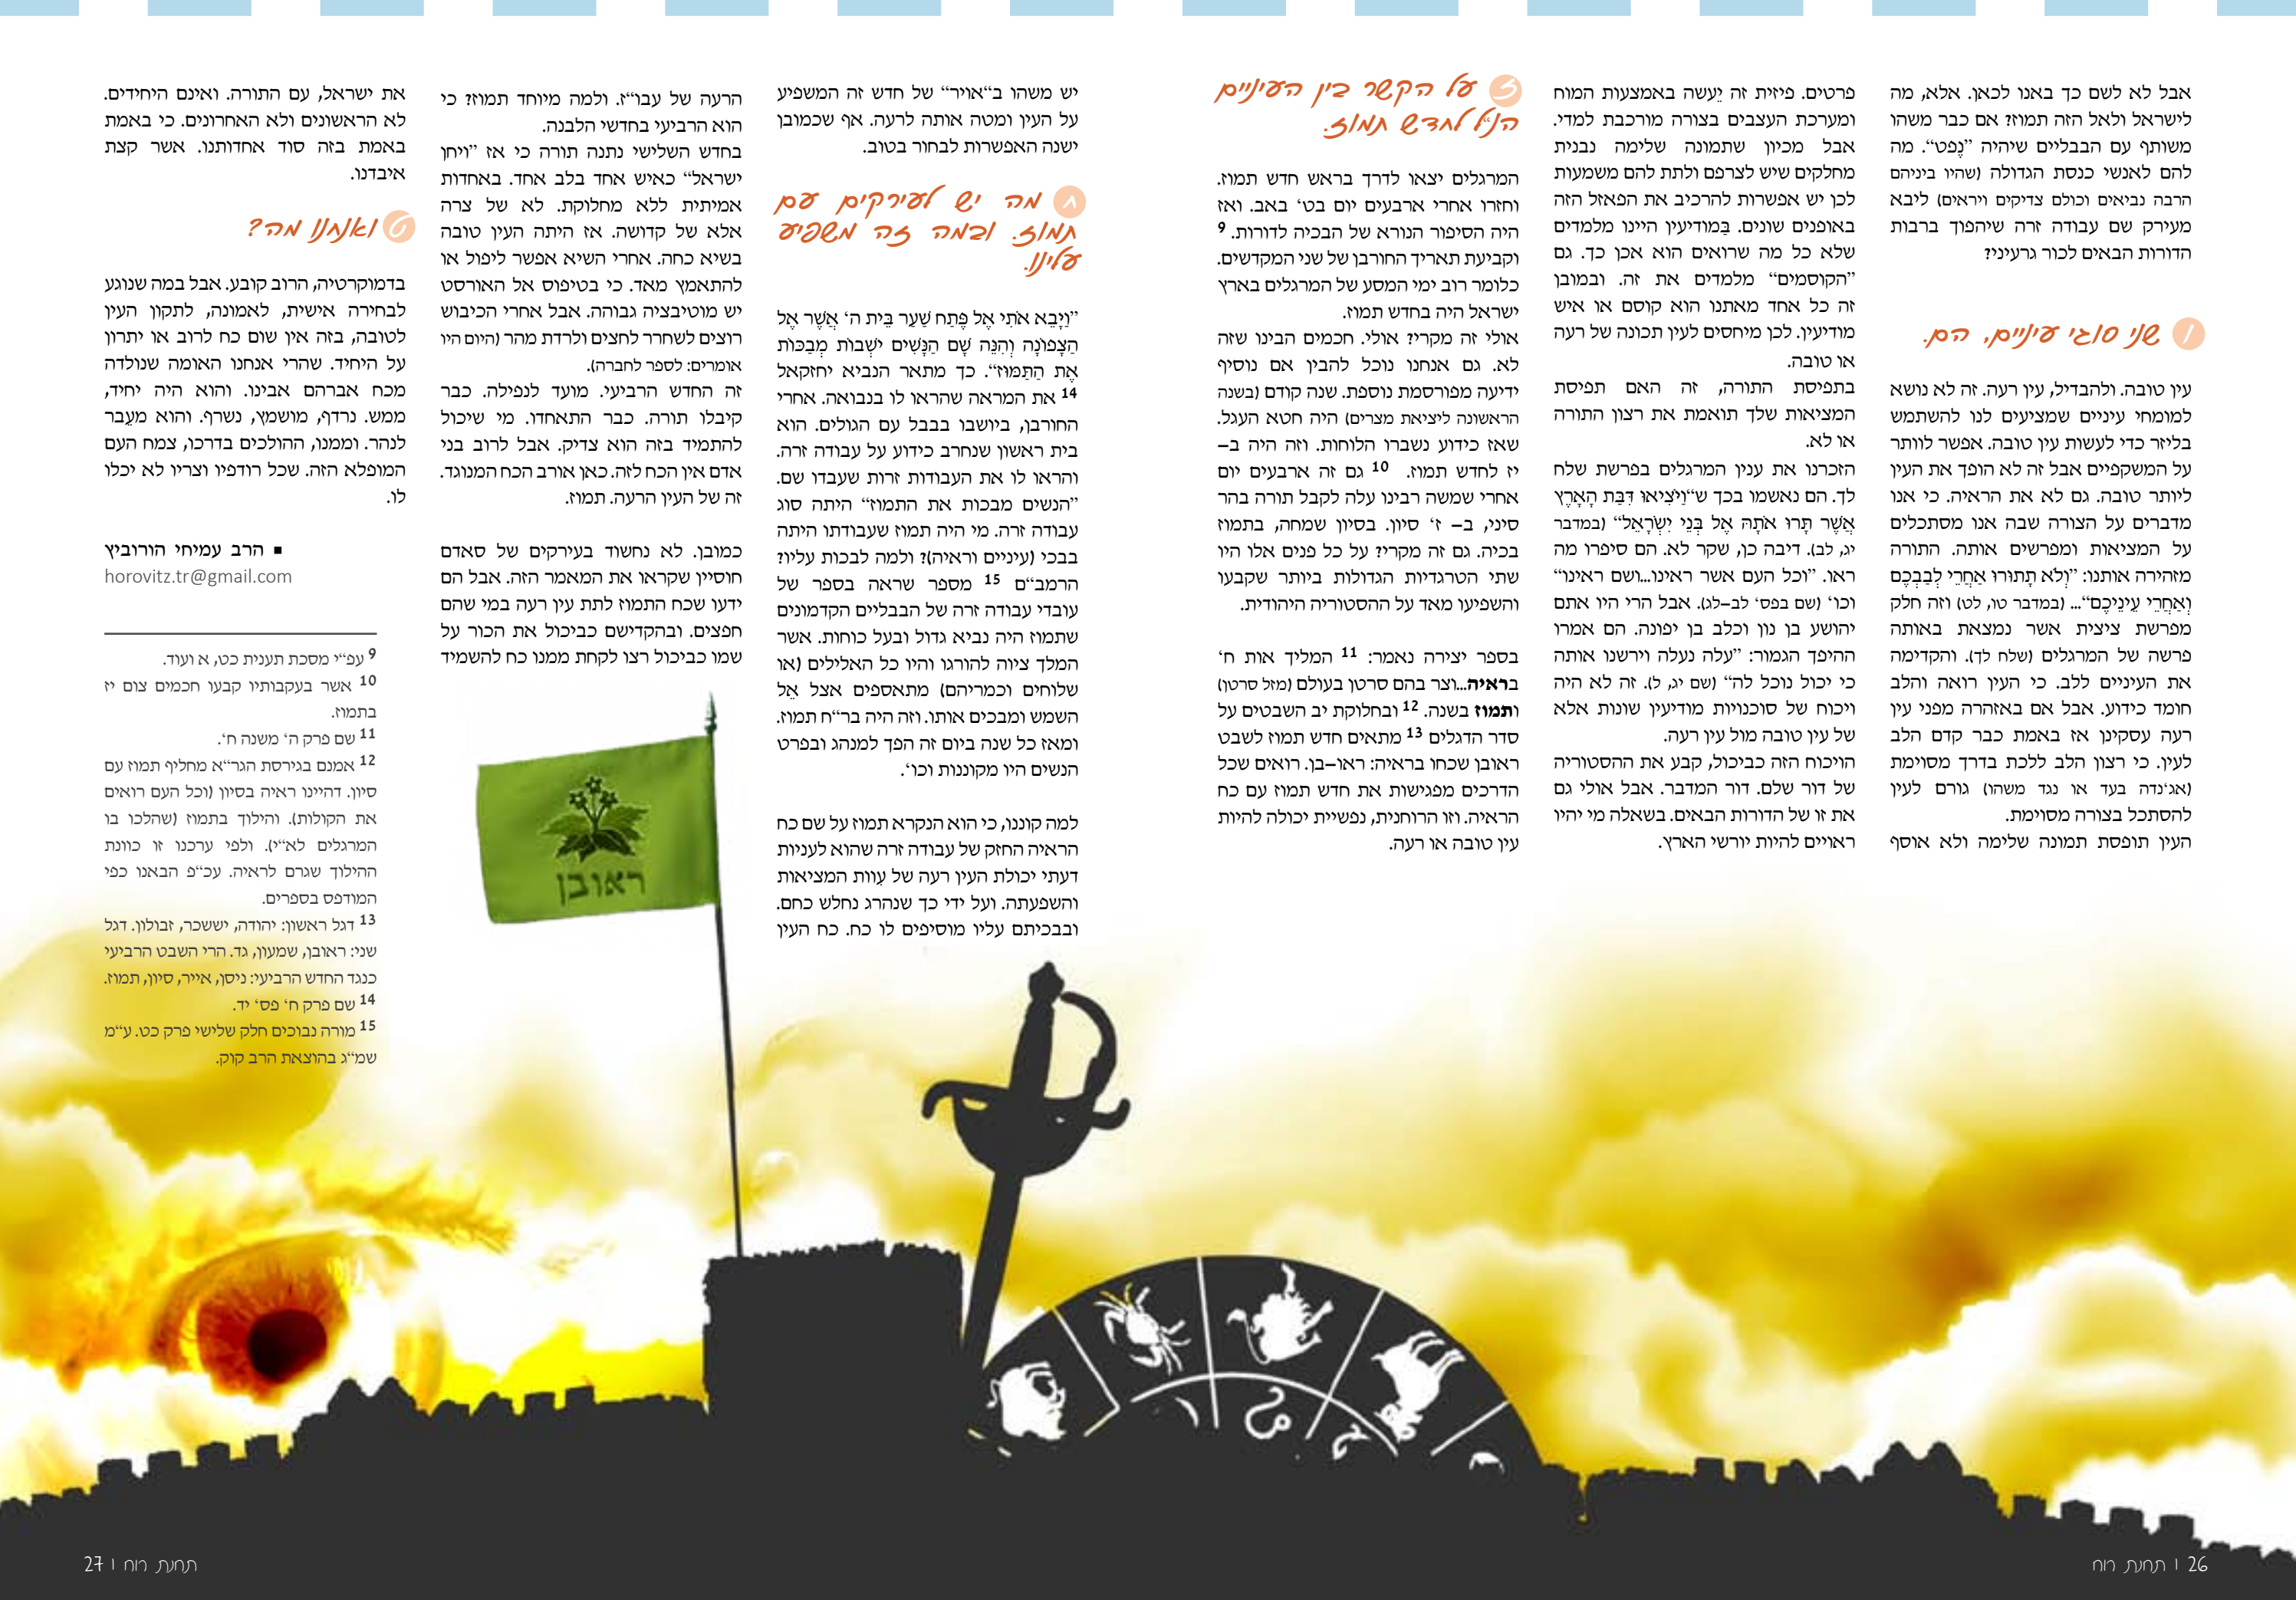 אבל לא לשם כך באנו לכאן. אלא, מה
לישראל ולאל הזה תמוז? אם כבר משהו
משותף עם הבבליים שיהיה ״נֶפט״. מה
להם לאנשי כנסת הגדולה (שהיו ביניהם
הרבה נביאים וכולם צדיקים ויראים) ליבא
מעירק שם עבודה זרה שיהפוך ברבות
הדורות הבאים לכור גרעיני?
ו שני סוגי עיניים, הם.
עין טובה. ולהבדיל, עין רעה. זה לא נושא
למומחי עיניים שמציעים לנו להשתמש
בליזר כדי לעשות עין טובה. אפשר לוותר
על המשקפיים אבל זה לא הופך את העין
ליותר טובה. גם לא את הראיה. כי אנו
מדברים על הצורה שבה אנו מסתכלים
על המציאות ומפרשים אותה. התורה
מזהירה אותנו: ״וְלֹא תָתוּרוּ אַחֲרֵי לְבַבְכֶם
וְאַחֲרֵי עֵינֵיכֶם״... (במדבר טו, לט) וזה חלק
מפרשת ציצית אשר נמצאת באותה
פרשה של המרגלים (שלח לך). והקדימה
את העיניים ללב. כי העין רואה והלב
חומד כידוע. אבל אם באזהרה מפני עין
רעה עסקינן אז באמת כבר קדם הלב
לעין. כי רצון הלב ללכת בדרך מסוימת
(אג׳נדה בעד או נגד משהו) גורם לעין
להסתכל בצורה מסוימת.
העין תופסת תמונה שלימה ולא אוסף
פרטים. פיזית זה יֵעשה באמצעות המוח
ומערכת העצבים בצורה מורכבת למדי.
אבל מכיון שתמונה שלימה נבנית
מחלקים שיש לצרפם ולתת להם משמעות
לכן יש אפשרות להרכיב את הפאזל הזה
באופנים שונים. בַּמודיעין היינו מלמדים
שלא כל מה שרואים הוא אכן כך. גם
״הקוסמים״ מלמדים את זה. ובמובן
זה כל אחד מאתנו הוא קוסם או איש
מודיעין. לכן מיחסים לעין תכונה של רעה
או טובה.
בתפיסת התורה, זה האם תפיסת
המציאות שלך תואמת את רצון התורה
או לא.
הזכרנו את ענין המרגלים בפרשת שלח
לך. הם נאשמו בכך ש״וַיֹּצִיאוּ דִּבַּת הָאָרֶץ
אֲשֶׁר תָּרוּ אֹתָהּ אֶל בְּנֵי יִשְׂרָאֵל״ (במדבר
יג, לב). דיבה כן, שקר לא. הם סיפרו מה
ראו. ״וכל העם אשר ראינו...ושם ראינו״
וכו׳ (שם בפס׳ לב–לג). אבל הרי היו אתם
יהושע בן נון וכלב בן יפונה. הם אמרו
ההיפך הגמור: ״עלה נעלה וירשנו אותה
כי יכול נוכל לה״ (שם יג, ל). זה לא היה
ויכוח של סוכנויות מודיעין שונות אלא
של עין טובה מול עין רעה.
הויכוח הזה כביכול, קבע את ההסטוריה
של דור שלם. דור המדבר. אבל אולי גם
את זו של הדורות הבאים. בשאלה מי יהיו
ראויים להיות יורשי הארץ.
ז על הקשר בין העיניים
הנ״ל לחדש תמוז.
המרגלים יצאו לדרך בראש חדש תמוז.
וחזרו אחרי ארבעים יום בט׳ באב. ואז
היה הסיפור הנורא של הבכיה לדורות. 9
וקביעת תאריך החורבן של שני המקדשים.
כלומר רוב ימי המסע של המרגלים בארץ
ישראל היה בחדש תמוז.
אולי זה מקרי? אולי. חכמים הבינו שזה
לא. גם אנחנו נוכל להבין אם נוסיף
ידיעה מפורסמת נוספת. שנה קודם (בשנה
הראשונה ליציאת מצרים) היה חטא העגל.
שאז כידוע נשברו הלוחות. וזה היה ב–
יז לחדש תמוז. 10 גם זה ארבעים יום
אחרי שמשה רבינו עלה לקבל תורה בהר
סיני, ב– ז׳ סיון. בסיון שמחה, בתמוז
בכיה. גם זה מקרי? על כל פנים אלו היו
שתי הטרגדיות הגדולות ביותר שקבעו
והשפיעו מאד על ההסטוריה היהודית.
בספר יצירה נאמר: 11 המליך אות ח׳
בראיה...וצר בהם סרטן בעולם (מזל סרטן)
ותמוז בשנה. 12 ובחלוקת יב השבטים על
סדר הדגלים 13 מתאים חדש תמוז לשבט
ראובן שכחו בראיה: ראו–בן. רואים שכל
הדרכים מפגישות את חדש תמוז עם כח
הראיה. וזו הרוחנית, נפשיית יכולה להיות
עין טובה או רעה.
יש משהו ב״אויר״ של חדש זה המשפיע
על העין ומטה אותה לרעה. אף שכמובן
ישנה האפשרות לבחור בטוב.
ח מה יש לעירקים עם
תמוז. ובמה זה משפיע
עלינו.
״וַיָּבֵא אֹתִי אֶל פֶּתַח שַׁעַר בֵּית ה׳ אֲשֶׁר אֶל
הַצָּפוֹנָה וְהִנֵּה שָׁם הַנָּשִׁים יֹשְׁבוֹת מְבַכּוֹת
אֶת הַתַּמּוּז״. כך מתאר הנביא יחזקאל
14 את המראה שהראו לו בנבואה. אחרי
החורבן, ביושבו בבבל עם הגולים. הוא
בית ראשון שנחרב כידוע על עבודה זרה.
והראו לו את העבודות זרות שעבדו שם.
״הנשים מבכות את התמוז״ היתה סוג
עבודה זרה. מי היה תמוז שעבודתו היתה
בבכי (עיניים וראיה)? ולמה לבכות עליו?
הרמב״ם 15 מספר שראה בספר של
עובדי עבודה זרה של הבבליים הקדמונים
שתמוז היה נביא גדול ובעל כוחות. אשר
המלך ציוה להורגו והיו כל האלילים (או
שלוחים וכמריהם) מתאספים אצל אֵל
השמש ומבכים אותו. וזה היה בר״ח תמוז.
ומאז כל שנה ביום זה הפך למנהג ובפרט
הנשים היו מקוננות וכו׳.
למה קוננו, כי הוא הנקרא תמוז על שם כח
הראיה החזק של עבודה זרה שהוא לעניות
דעתי יכולת העין רעה של עִוות המציאות
והשפעתה. ועל ידי כך שנהרג נחלש כחם.
ובבכיתם עליו מוסיפים לו כח. כח העין
הרעה של עבו״ז. ולמה מיוחד תמוז? כי
הוא הרביעי בחדשי הלבנה.
בחדש השלישי נתנה תורה כי אז ״ויחן
ישראל״ כאיש אחד בלב אחד. באחדות
אמיתית ללא מחלוקת. לא של צרה
אלא של קדושה. אז היתה העין טובה
בשיא כחה. אחרי השיא אפשר ליפול או
להתאמץ מאד. כי בטיפוס אל האורסט
יש מוטיבציה גבוהה. אבל אחרי הכיבוש
רוצים לשחרר לחצים ולרדת מהר (היום היו
אומרים: לספר לחברה).
זה החדש הרביעי. מועד לנפילה. כבר
קיבלו תורה. כבר התאחדו. מי שיכול
להתמיד בזה הוא צדיק. אבל לרוב בני
אדם אין הכח לזה. כאן אורב הכח המנוגד.
זה של העין הרעה. תמוז.
כמובן. לא נחשוד בעירקים של סאדם
חוסיין שקראו את המאמר הזה. אבל הם
ידעו שכח התמוז לתת עין רעה במי שהם
חפצים. ובהקדישם כביכול את הכור על
שמו כביכול רצו לקחת ממנו כח להשמיד
ראובן
את ישראל, עם התורה. ואינם היחידים.
לא הראשונים ולא האחרונים. כי באמת
באמת בזה סוד אחדותנו. אשר קצת
איבדנו.
ט ואנחנו מה?
בדמוקרטיה, הרוב קובע. אבל במה שנוגע
לבחירה אישית, לאמונה, לתקון העין
לטובה, בזה אין שום כח לרוב או יתרון
על היחיד. שהרי אנחנו האומה שנולדה
מכח אברהם אבינו. והוא היה יחיד,
ממש. נרדף, מושמץ, נשרף. והוא מעֵבר
לנהר. וממנו, ההולכים בדרכו, צמח העם
המופלא הזה. שכל רודפיו וצריו לא יכלו
לו.
■ הרב עמיחי הורוביץ
horovitz.tr@gmail.com
9 עפ״י מסכת תענית כט, א ועוד.
10 אשר בעקבותיו קבעו חכמים צום יז
בתמוז.
11 שם פרק ה׳ משנה ח׳.
12 אמנם בגירסת הגר״א מחליף תמוז עם
סיון. דהיינו ראיה בסיון (וכל העם רואים
את הקולות). והילוך בתמוז (שהלכו בו
המרגלים לא״י). ולפי ערכנו זו כוונת
ההילוך שגרם לראיה. עכ״פ הבאנו כפי
המודפס בספרים.
13 דגל ראשון: יהודה, יששכר, זבולון. דגל
שני: ראובן, שמעון, גד. הרי השבט הרביעי
כנגד החדש הרביעי: ניסן, אייר, סיון, תמוז.
14 שם פרק ח׳ פס׳ יד.
15 מורה נבוכים חלק שלישי פרק כט. ע״מ
שמ״ג בהוצאת הרב קוק.
26 | תחנת רוח
תחנת רוח | 27